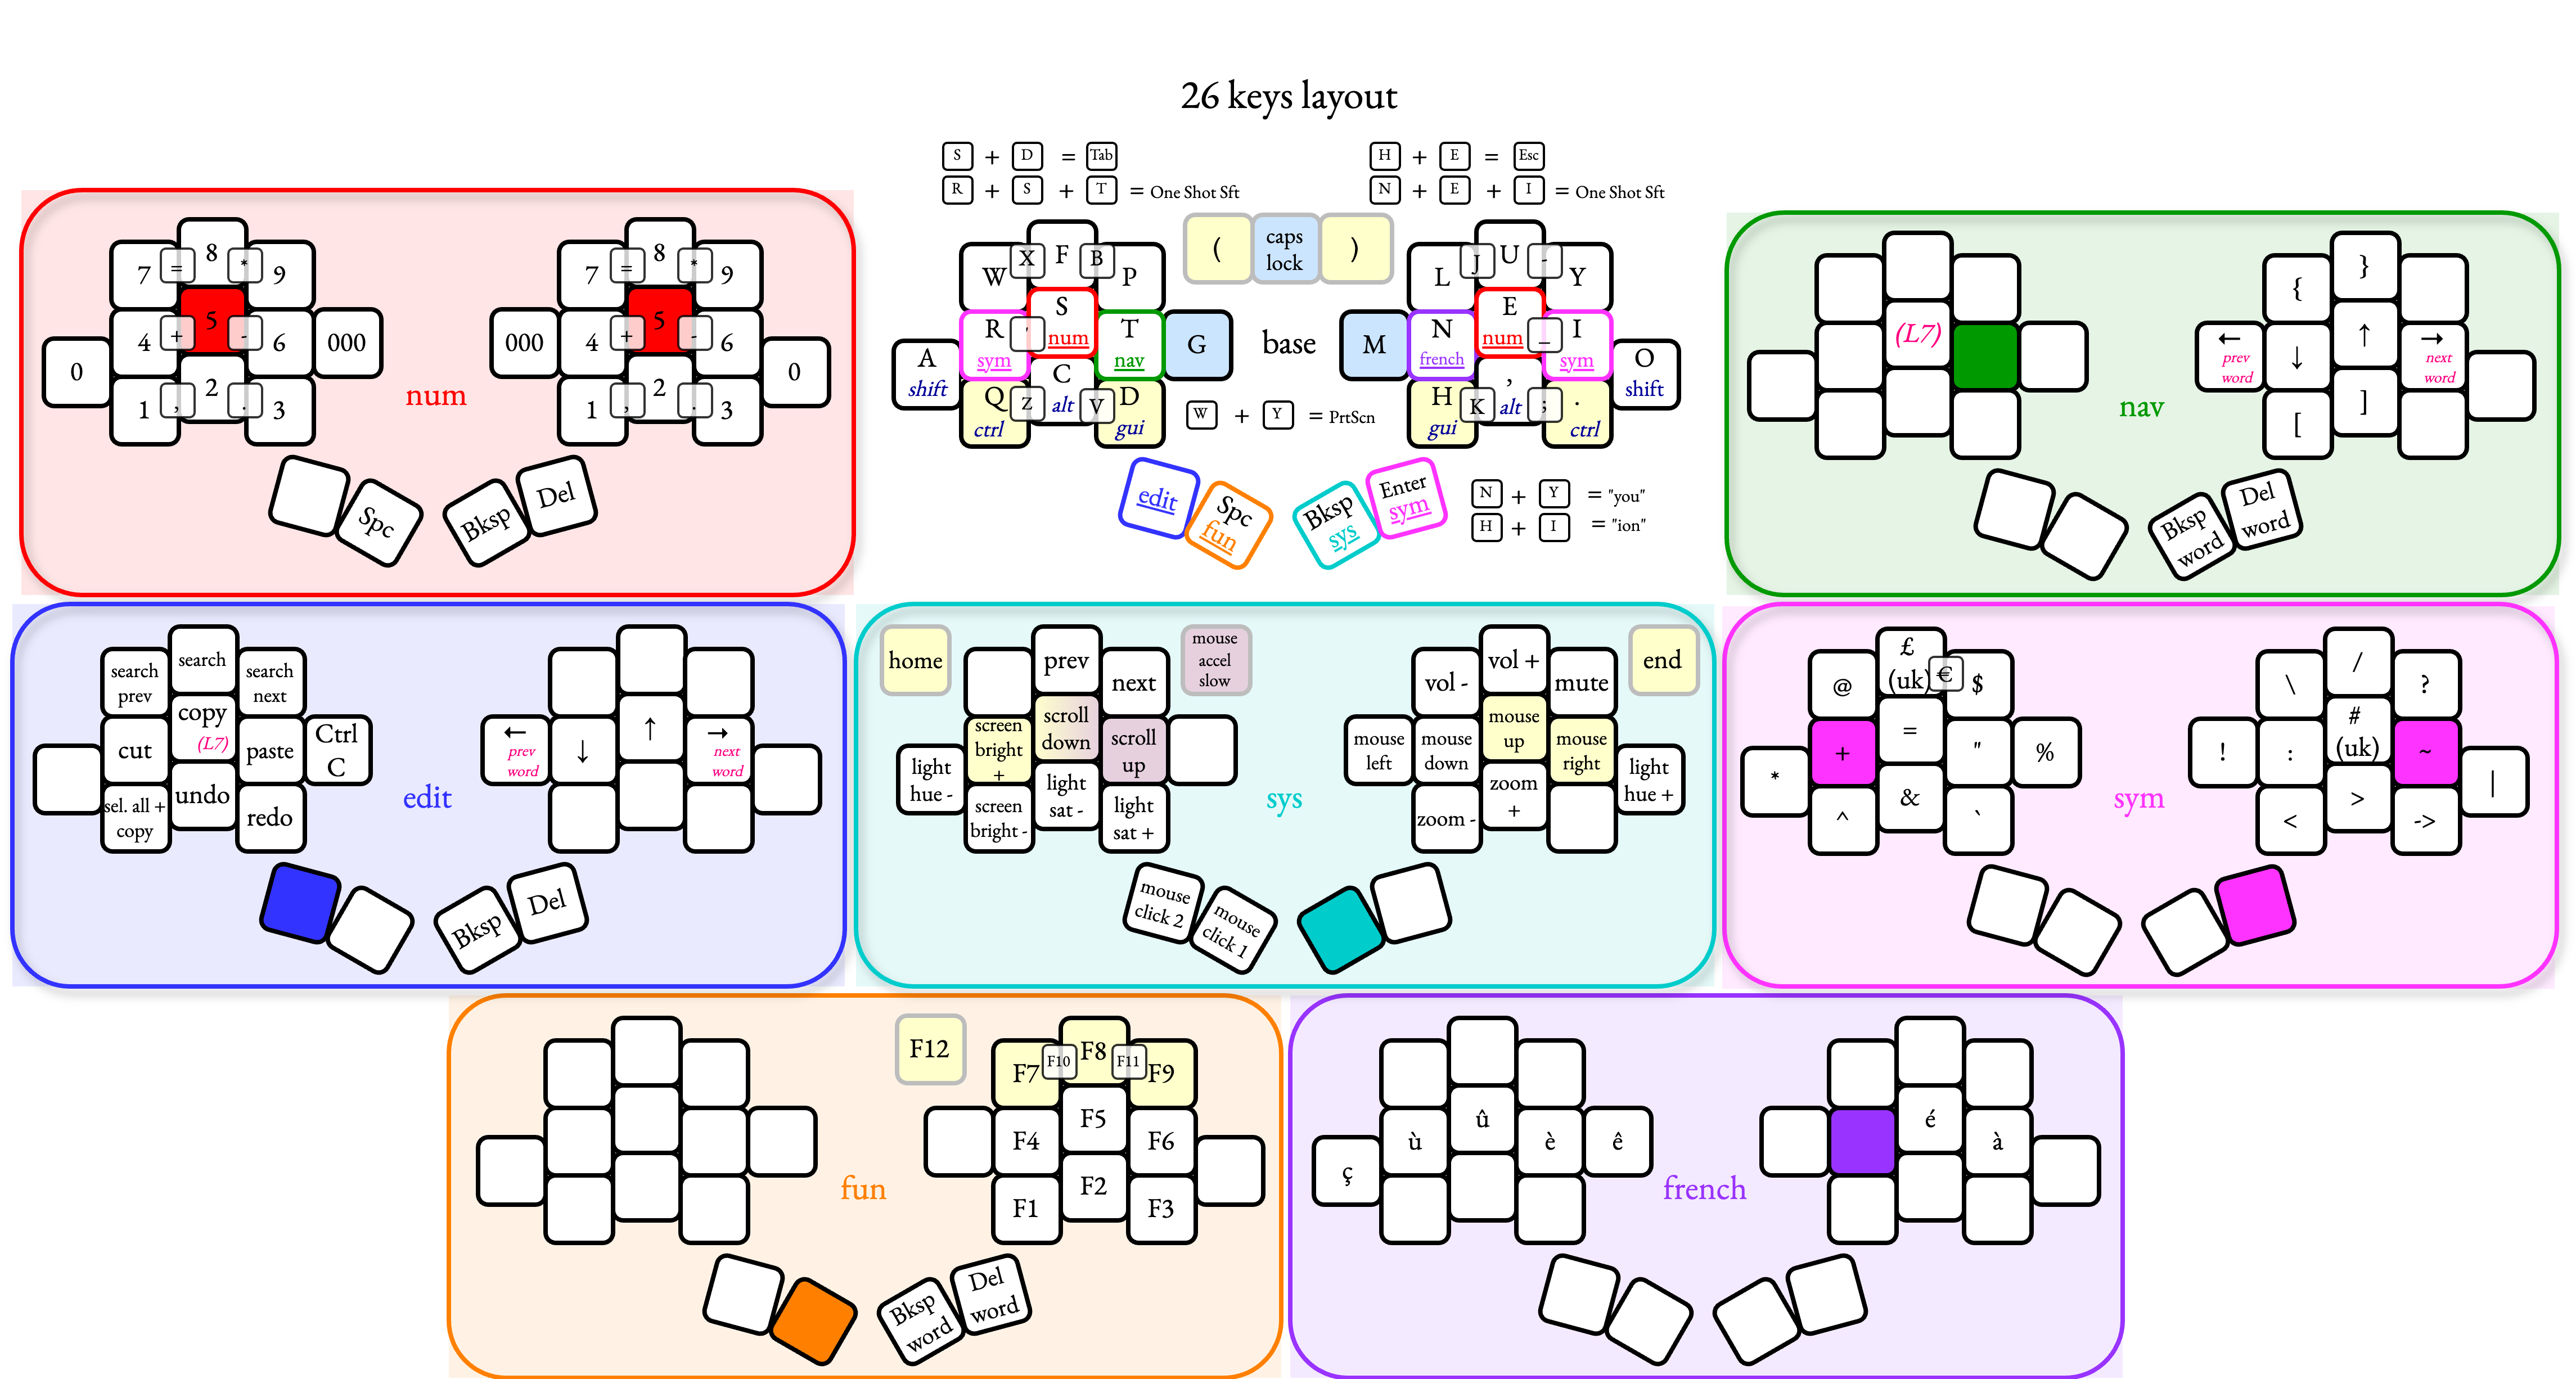 26 keys layout
S + D = Tab
R + S + T = One Shot Sft
H + E = Esc
N + E + I = One Shot Sft
7 = 8 * 9
4 + 5 - 6 000
0
1 , 2 . 3
Spc
num
7 = 8 * 9
000 4 + 5 - 6
0
1 , 2 . 3
Bksp Del
W X F B P
R sym ' S num T nav G
A shift
Q ctrl Z C alt V D gui
( caps lock )
base
L J U - Y
M N french E num _ I sym
O shift
H gui K , alt ; . ctrl
W + Y = PrtScn
edit Spc fun
Bksp sys Enter sym
N + Y = "you"
H + I = "ion"
(L7)
nav
{ }
← prev word ↓ ↑ → next word
[ ]
Bksp word Del word
search prev search search next
cut copy (L7) paste Ctrl C
sel. all + copy undo redo
edit
← prev word ↓ ↑ → next word
Bksp Del
home prev next mouse accel slow
screen bright + scroll down scroll up
light hue -
screen bright - light sat - light sat +
mouse click 2 mouse click 1
sys
vol - vol + mute end
mouse left mouse down mouse up mouse right
light hue +
zoom - zoom +
@ £ (uk) € $
+ = " %
*
^ & `
sym
\ / ?
! : # (uk) ~
|
< > ->
fun
F12
F7 F10 F8 F11 F9
F4 F5 F6
F1 F2 F3
Bksp word Del word
ç ù û è ê
french
é à